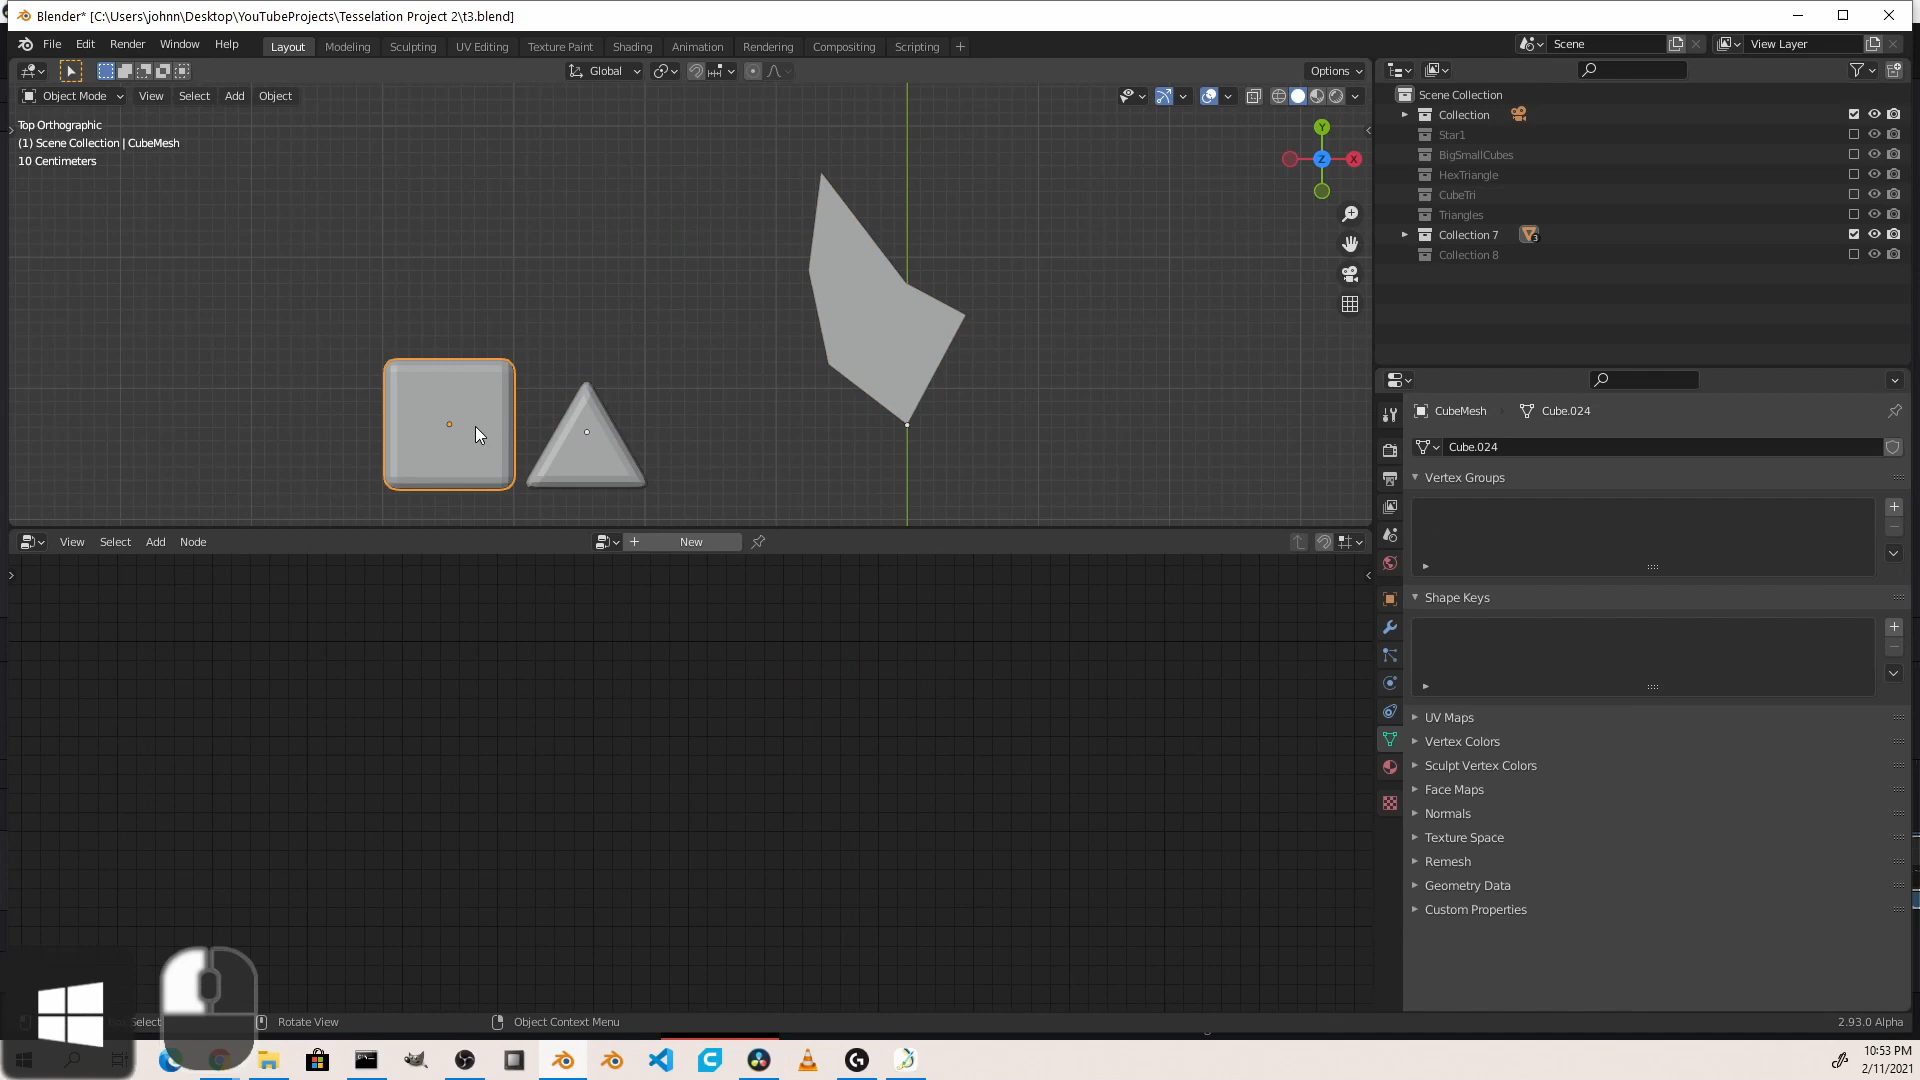 Blender* [C:\Users\johnn\Desktop\YouTubeProjects\Tesselation Project 2\t3.blend]
File Edit Render Window Help Layout Modeling Sculpting UV Editing Texture Paint Shading Animation Rendering Compositing Scripting + Scene View Layer
Global Options
Object Mode View Select Add Object
Top Orthographic
(1) Scene Collection | CubeMesh
10 Centimeters
Y
Z
X
Scene Collection
Collection
Star1
BigSmallCubes
HexTriangle
CubeTri
Triangles
Collection 7 3
Collection 8
CubeMesh Cube.024
Cube.024
Vertex Groups
Shape Keys
UV Maps
Vertex Colors
Sculpt Vertex Colors
Face Maps
Normals
Texture Space
Remesh
Geometry Data
Custom Properties
View Select Add Node New
Select Rotate View Object Context Menu 2.93.0 Alpha
10:53 PM
2/11/2021